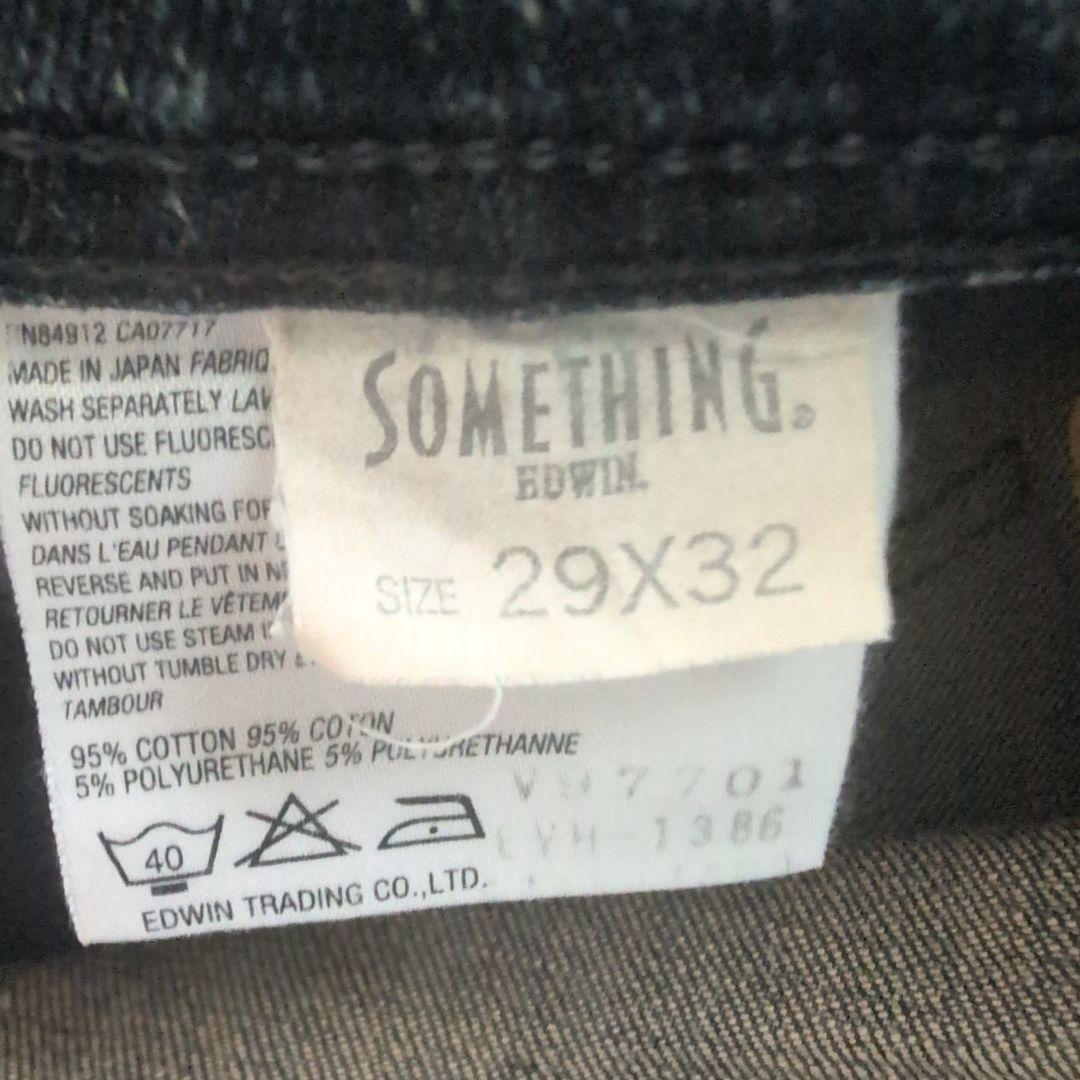 N84912 CA07717
MADE IN JAPAN FABRIQ
WASH SEPARATELY LAV
DO NOT USE FLUORESC
FLUORESCENTS
WITHOUT SOAKING FOR
DANS L'EAU PENDANT
REVERSE AND PUT IN NE
RETOURNER LE VÊTEM
DO NOT USE STEAM
WITHOUT TUMBLE DRY
TAMBOUR
95% COTTON 95% COTON
5% POLYURETHANE 5% POLYURETHANNE
40
EDWIN TRADING CO.,LTD.
SOMETHING®
EDWIN.
SIZE 29X32
1386